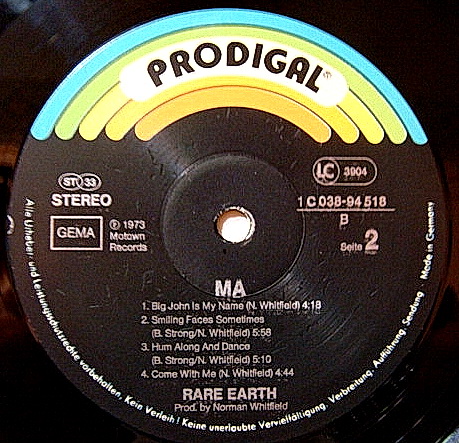 PRODIGAL®
LC 3904
ST 33
STEREO
1 C 038-94 518
B
GEMA
℗ 1973
Motown
Records
Seite 2
MA
1. Big John Is My Name (N. Whitfield) 4:18
2. Smiling Faces Sometimes
(B. Strong/N. Whitfield) 5:58
3. Hum Along And Dance
(B. Strong/N. Whitfield) 5:10
4. Come With Me (N. Whitfield) 4:44
RARE EARTH
Prod. by Norman Whitfield
Alle Urheber- und Leistungsschutzrechte vorbehalten. Kein Verleih! Keine unerlaubte Vervielfältigung, Verbreitung, Aufführung, Sendung Made in Germany